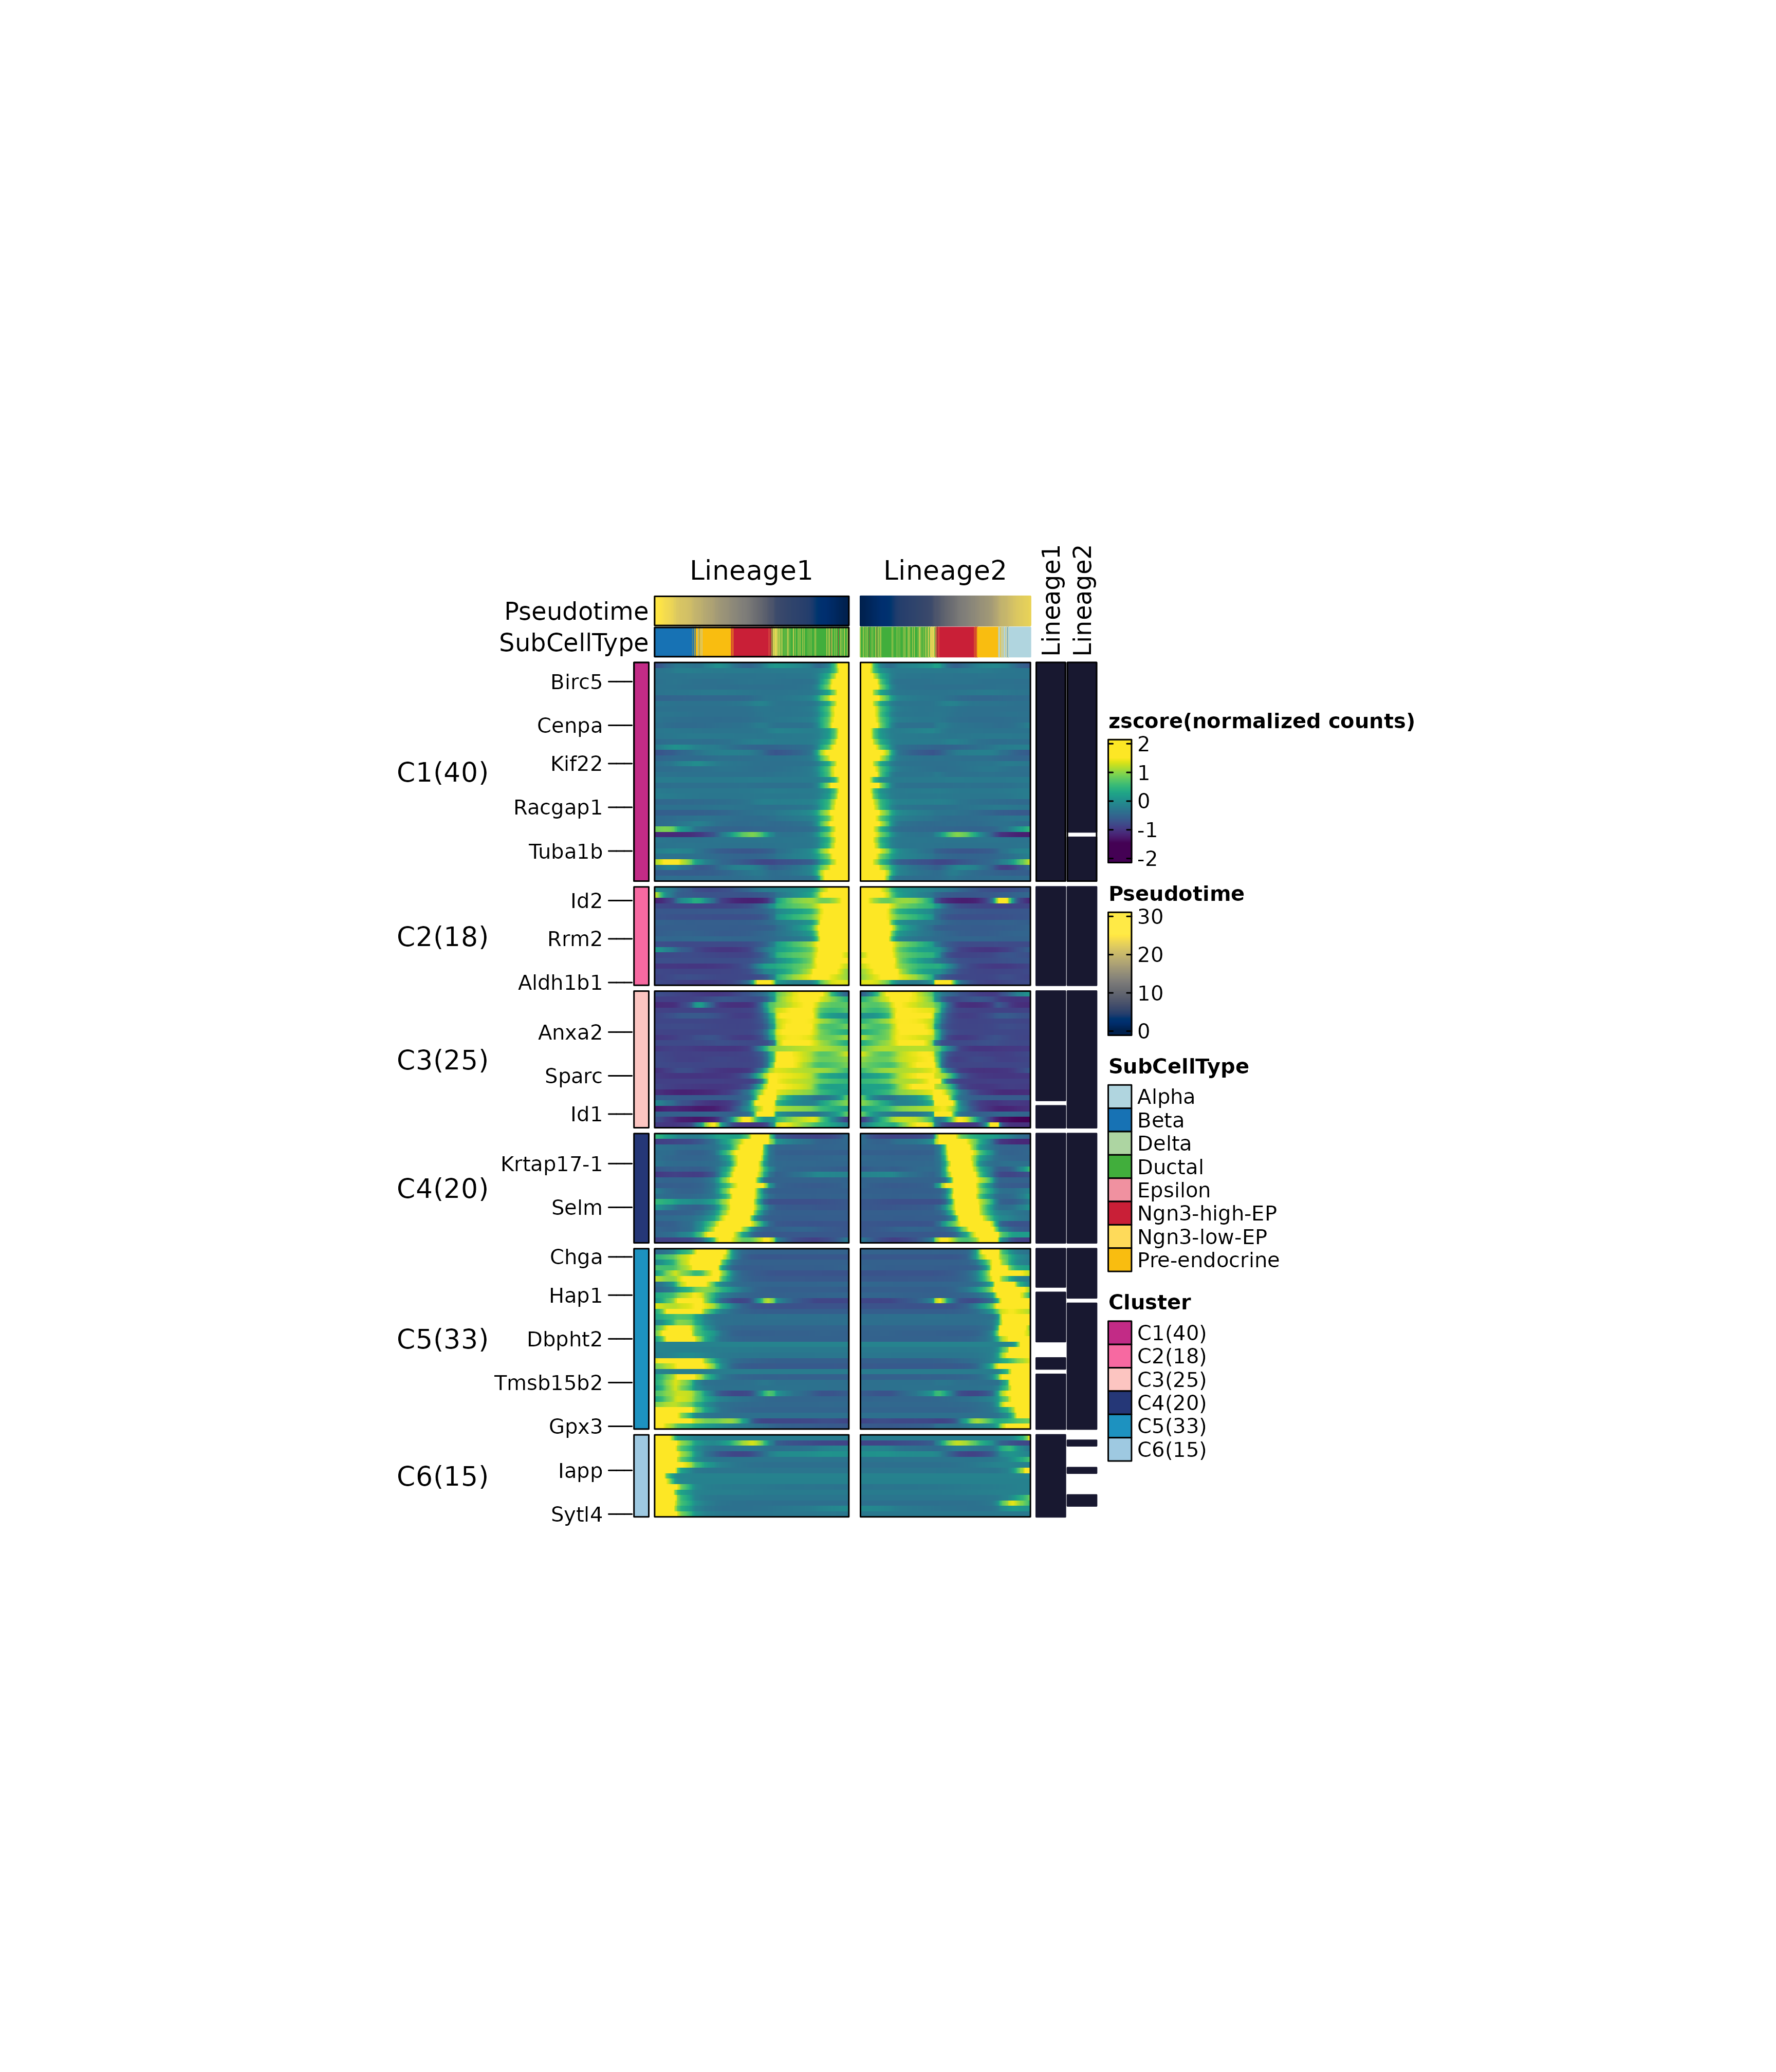 Lineage1
Lineage2
Lineage1
Lineage2
Pseudotime
SubCellType
C1(40)
Birc5
Cenpa
Kif22
Racgap1
Tuba1b
C2(18)
Id2
Rrm2
Aldh1b1
C3(25)
Anxa2
Sparc
Id1
C4(20)
Krtap17-1
Selm
C5(33)
Chga
Hap1
Dbpht2
Tmsb15b2
Gpx3
C6(15)
Iapp
Sytl4
zscore(normalized counts)
2
1
0
-1
-2
Pseudotime
30
20
10
0
SubCellType
Alpha
Beta
Delta
Ductal
Epsilon
Ngn3-high-EP
Ngn3-low-EP
Pre-endocrine
Cluster
C1(40)
C2(18)
C3(25)
C4(20)
C5(33)
C6(15)